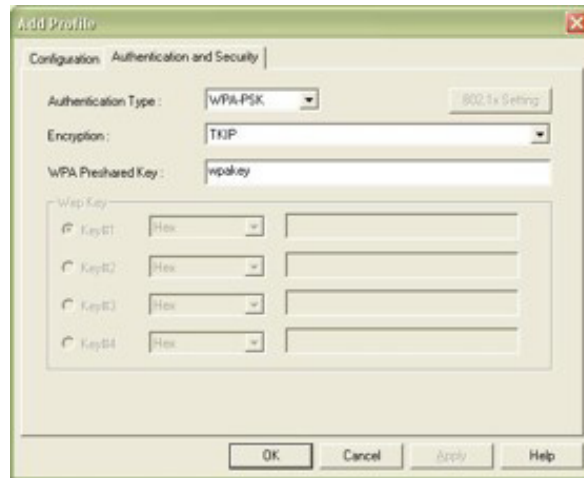 Add Profile
Configuration Authentication and Security
Authentication Type : WPA-PSK 802.1x Setting
Encryption : TKIP
WPA Preshared Key : wpakey
Wep Key
Key#1 Hex
Key#2 Hex
Key#3 Hex
Key#4 Hex
OK Cancel Apply Help